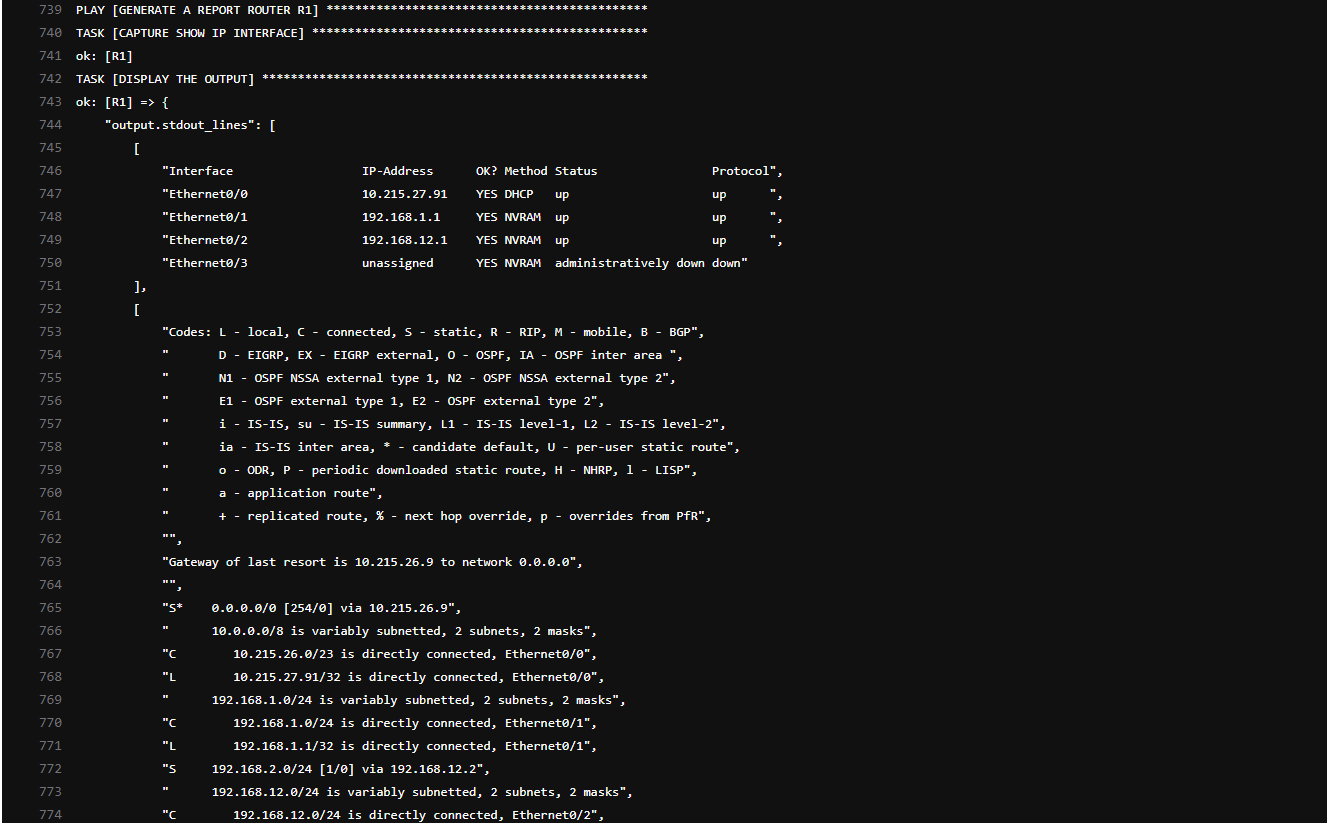 739 PLAY [GENERATE A REPORT ROUTER R1] *********************************************
740 TASK [CAPTURE SHOW IP INTERFACE] ***********************************************
741 ok: [R1]
742 TASK [DISPLAY THE OUTPUT] ******************************************************
743 ok: [R1] => {
744     "output.stdout_lines": [
745         [
746             "Interface                  IP-Address      OK? Method Status                Protocol",
747             "Ethernet0/0                10.215.27.91    YES DHCP   up                    up      ",
748             "Ethernet0/1                192.168.1.1     YES NVRAM  up                    up      ",
749             "Ethernet0/2                192.168.12.1    YES NVRAM  up                    up      ",
750             "Ethernet0/3                unassigned      YES NVRAM  administratively down down"
751         ],
752         [
753             "Codes: L - local, C - connected, S - static, R - RIP, M - mobile, B - BGP",
754             "       D - EIGRP, EX - EIGRP external, O - OSPF, IA - OSPF inter area ",
755             "       N1 - OSPF NSSA external type 1, N2 - OSPF NSSA external type 2",
756             "       E1 - OSPF external type 1, E2 - OSPF external type 2",
757             "       i - IS-IS, su - IS-IS summary, L1 - IS-IS level-1, L2 - IS-IS level-2",
758             "       ia - IS-IS inter area, * - candidate default, U - per-user static route",
759             "       o - ODR, P - periodic downloaded static route, H - NHRP, l - LISP",
760             "       a - application route",
761             "       + - replicated route, % - next hop override, p - overrides from PfR",
762             "",
763             "Gateway of last resort is 10.215.26.9 to network 0.0.0.0",
764             "",
765             "S*    0.0.0.0/0 [254/0] via 10.215.26.9",
766             "      10.0.0.0/8 is variably subnetted, 2 subnets, 2 masks",
767             "C        10.215.26.0/23 is directly connected, Ethernet0/0",
768             "L        10.215.27.91/32 is directly connected, Ethernet0/0",
769             "      192.168.1.0/24 is variably subnetted, 2 subnets, 2 masks",
770             "C        192.168.1.0/24 is directly connected, Ethernet0/1",
771             "L        192.168.1.1/32 is directly connected, Ethernet0/1",
772             "S     192.168.2.0/24 [1/0] via 192.168.12.2",
773             "      192.168.12.0/24 is variably subnetted, 2 subnets, 2 masks",
774             "C        192.168.12.0/24 is directly connected, Ethernet0/2",